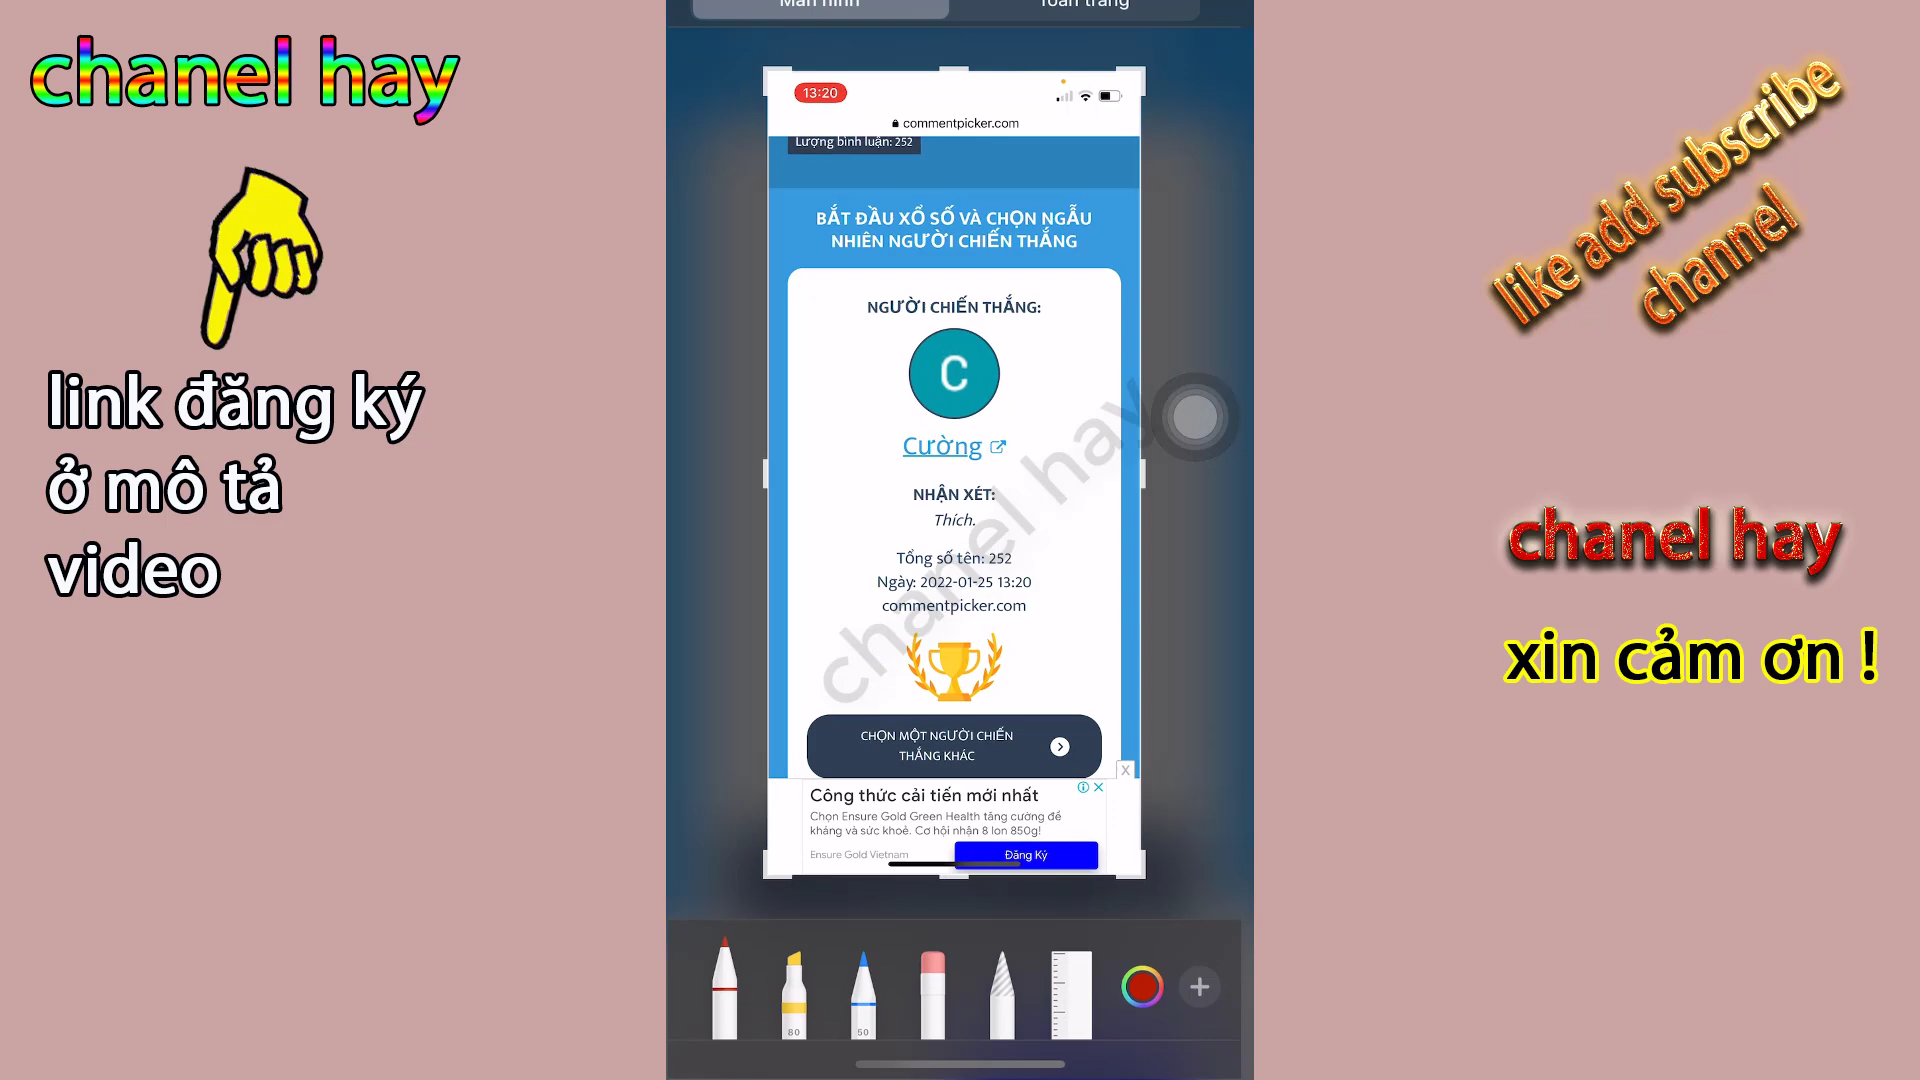 chanel hay
link đăng ký
ở mô tả
video
Màn hình
Toàn trang
13:20
commentpicker.com
Lượng bình luận: 252
BẮT ĐẦU XỔ SỐ VÀ CHỌN NGẪU
NHIÊN NGƯỜI CHIẾN THẮNG
NGƯỜI CHIẾN THẮNG:
C
Cường
NHẬN XÉT:
Thích.
Tổng số tên: 252
Ngày: 2022-01-25 13:20
commentpicker.com
chanel hay
CHỌN MỘT NGƯỜI CHIẾN
THẮNG KHÁC
X
Công thức cải tiến mới nhất
Chọn Ensure Gold Green Health tăng cường đề
kháng và sức khoẻ. Cơ hội nhận 8 lon 850g!
Ensure Gold Vietnam
Đăng Ký
80
50
like add subscribe
channel
chanel hay
xin cảm ơn !